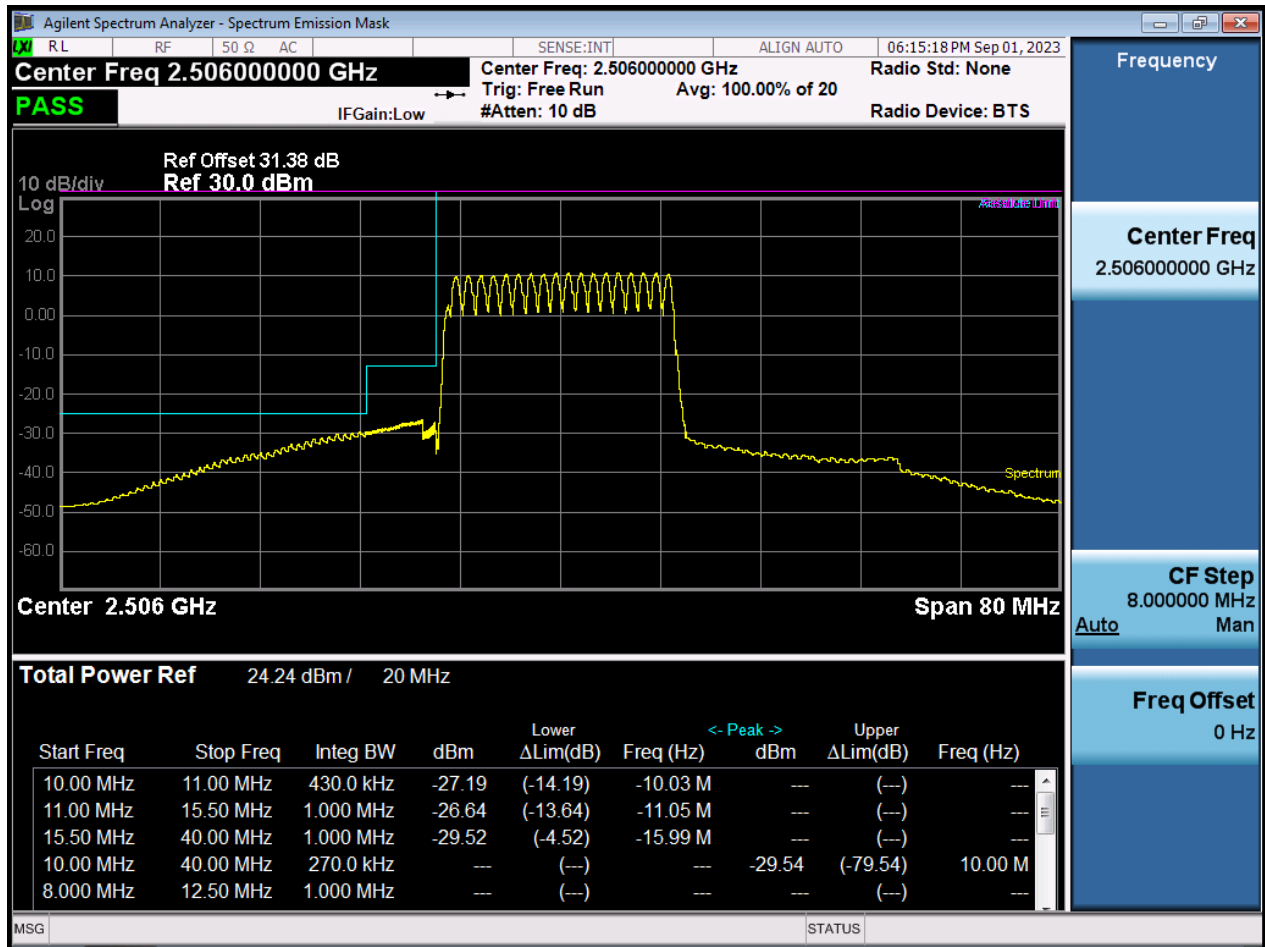 Agilent Spectrum Analyzer - Spectrum Emission Mask
LXI RL RF 50 Ω AC SENSE:INT ALIGN AUTO 06:15:18 PM Sep 01, 2023
Center Freq 2.506000000 GHz
PASS
IFGain:Low
Center Freq: 2.506000000 GHz
Trig: Free Run Avg: 100.00% of 20
#Atten: 10 dB
Radio Std: None
Radio Device: BTS
Ref Offset 31.38 dB
10 dB/div Ref 30.0 dBm
Log
Absolute Limit
20.0
10.0
0.00
-10.0
-20.0
-30.0
-40.0
Spectrum
-50.0
-60.0
Center 2.506 GHz Span 80 MHz
Total Power Ref 24.24 dBm / 20 MHz
Lower <- Peak -> Upper
Start Freq Stop Freq Integ BW dBm ΔLim(dB) Freq (Hz) dBm ΔLim(dB) Freq (Hz)
10.00 MHz 11.00 MHz 430.0 kHz -27.19 (-14.19) -10.03 M --- (---) ---
11.00 MHz 15.50 MHz 1.000 MHz -26.64 (-13.64) -11.05 M --- (---) ---
15.50 MHz 40.00 MHz 1.000 MHz -29.52 (-4.52) -15.99 M --- (---) ---
10.00 MHz 40.00 MHz 270.0 kHz --- (---) --- -29.54 (-79.54) 10.00 M
8.000 MHz 12.50 MHz 1.000 MHz --- (---) --- --- (---) ---
MSG STATUS
Frequency
Center Freq
2.506000000 GHz
CF Step
8.000000 MHz
Auto Man
Freq Offset
0 Hz